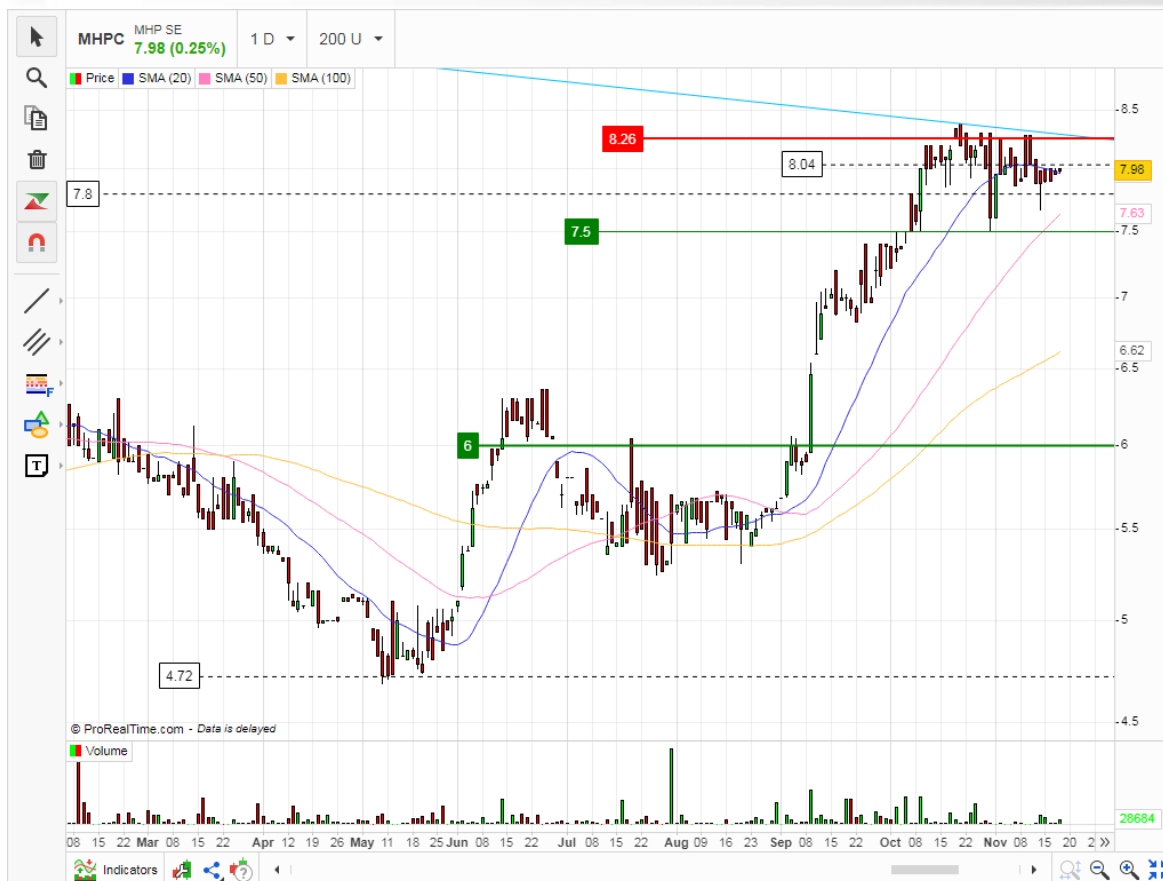 MHPC MHP SE 7.98 (0.25%) 1 D 200 U
Price SMA (20) SMA (50) SMA (100)
8.5
8.26
8.04
7.98
7.8
7.63
7.5 7.5
7
6.62
6.5
6 6
5.5
5
4.72
4.5
© ProRealTime.com - Data is delayed
Volume
28684
08 15 22 Mar 08 15 22 Apr 12 19 26 May 11 18 25 Jun 08 15 22 Jul 08 15 22 Aug 09 16 23 Sep 08 15 22 Oct 08 15 22 Nov 08 15 20 2 »
F
T
Indicators
?